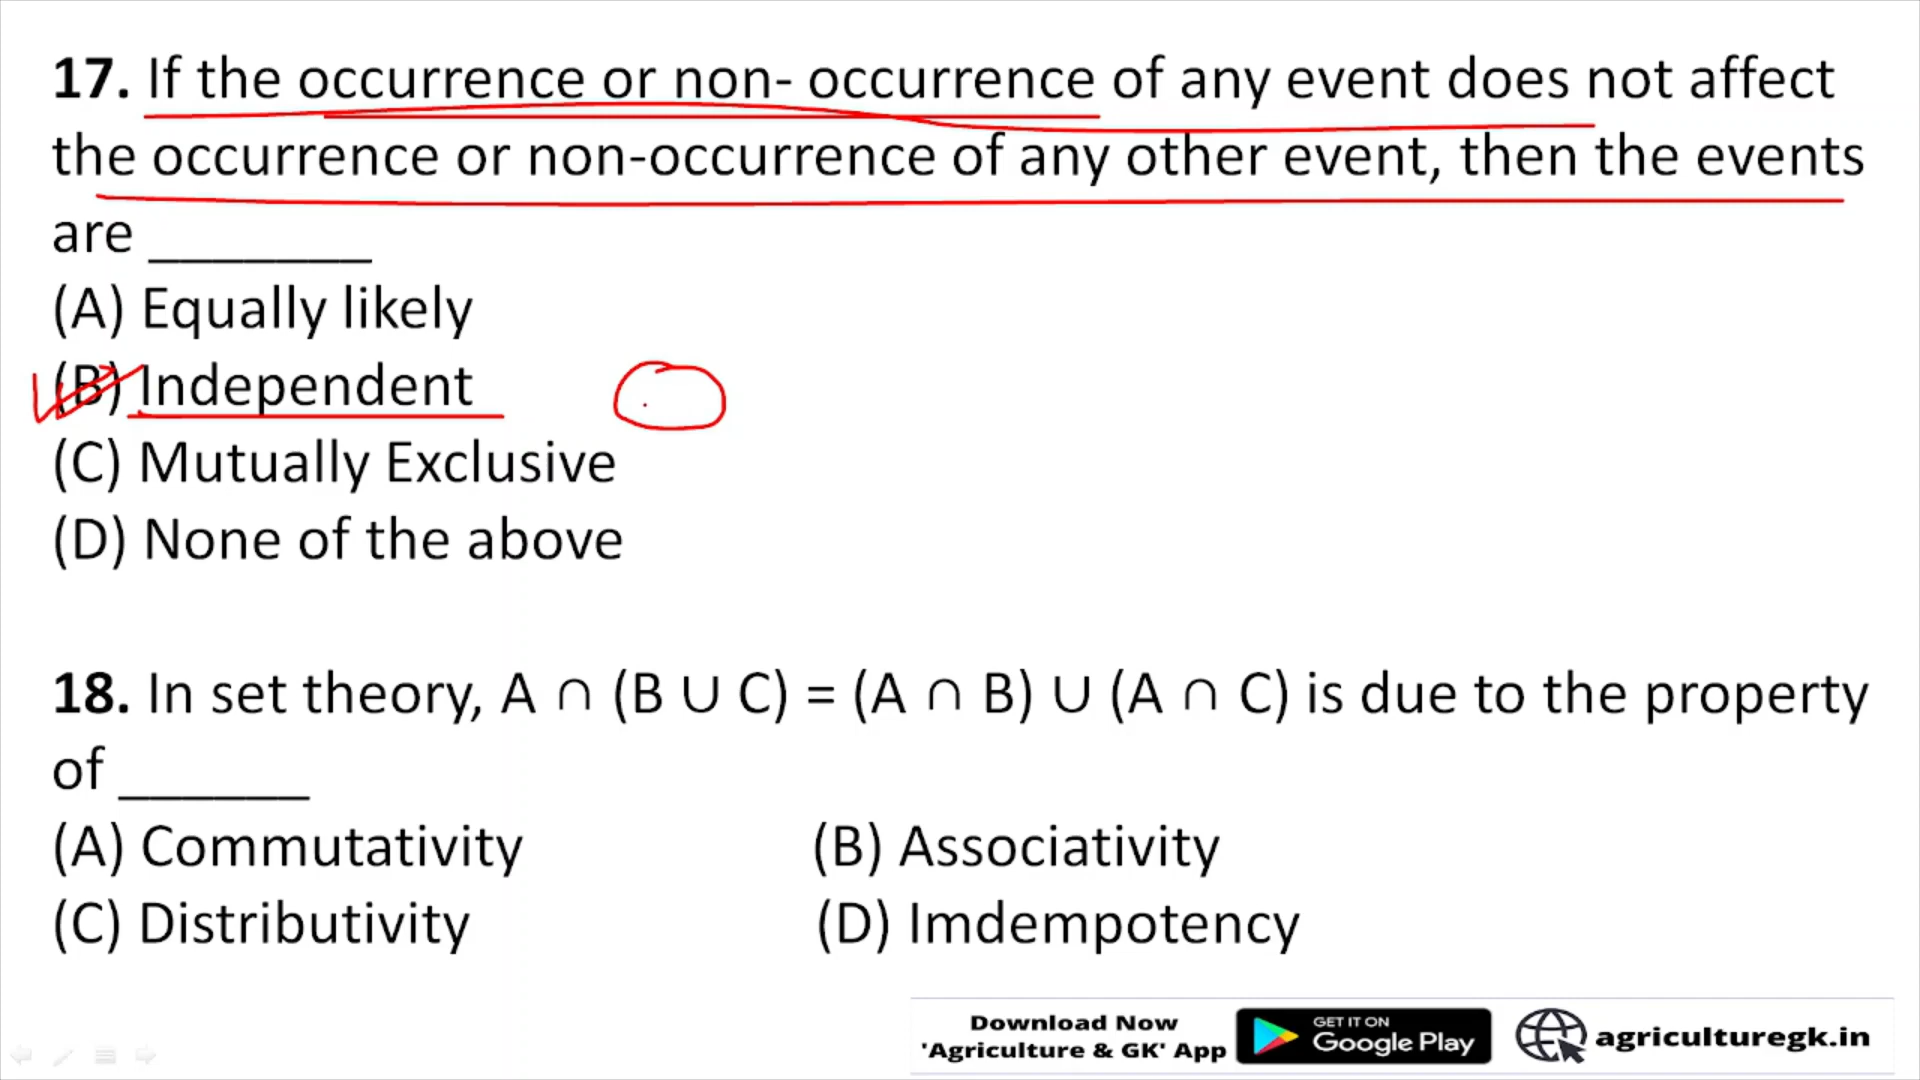 17. If the occurrence or non- occurrence of any event does not affect
the occurrence or non-occurrence of any other event, then the events
are _______
(A) Equally likely
(B) Independent
(C) Mutually Exclusive
(D) None of the above
18. In set theory, A ∩ (B ∪ C) = (A ∩ B) ∪ (A ∩ C) is due to the property
of ______
(A) Commutativity (B) Associativity
(C) Distributivity (D) Imdempotency
Download Now
'Agriculture & GK' App
GET IT ON
Google Play
agriculturegk.in